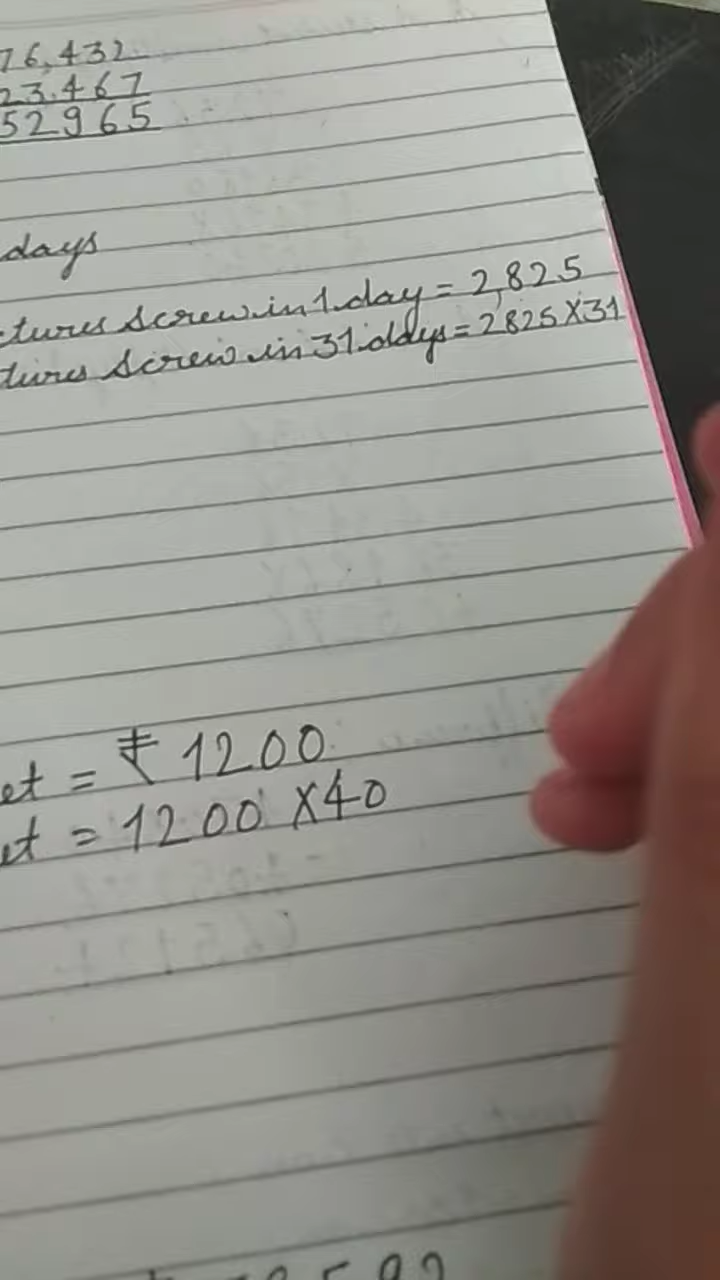 76,432
23,467
52965
days
ctures screw in 1 day = 2,825
tures screw in 31 days = 2825 X 31
et = ₹ 1200
et = 1200 X 40